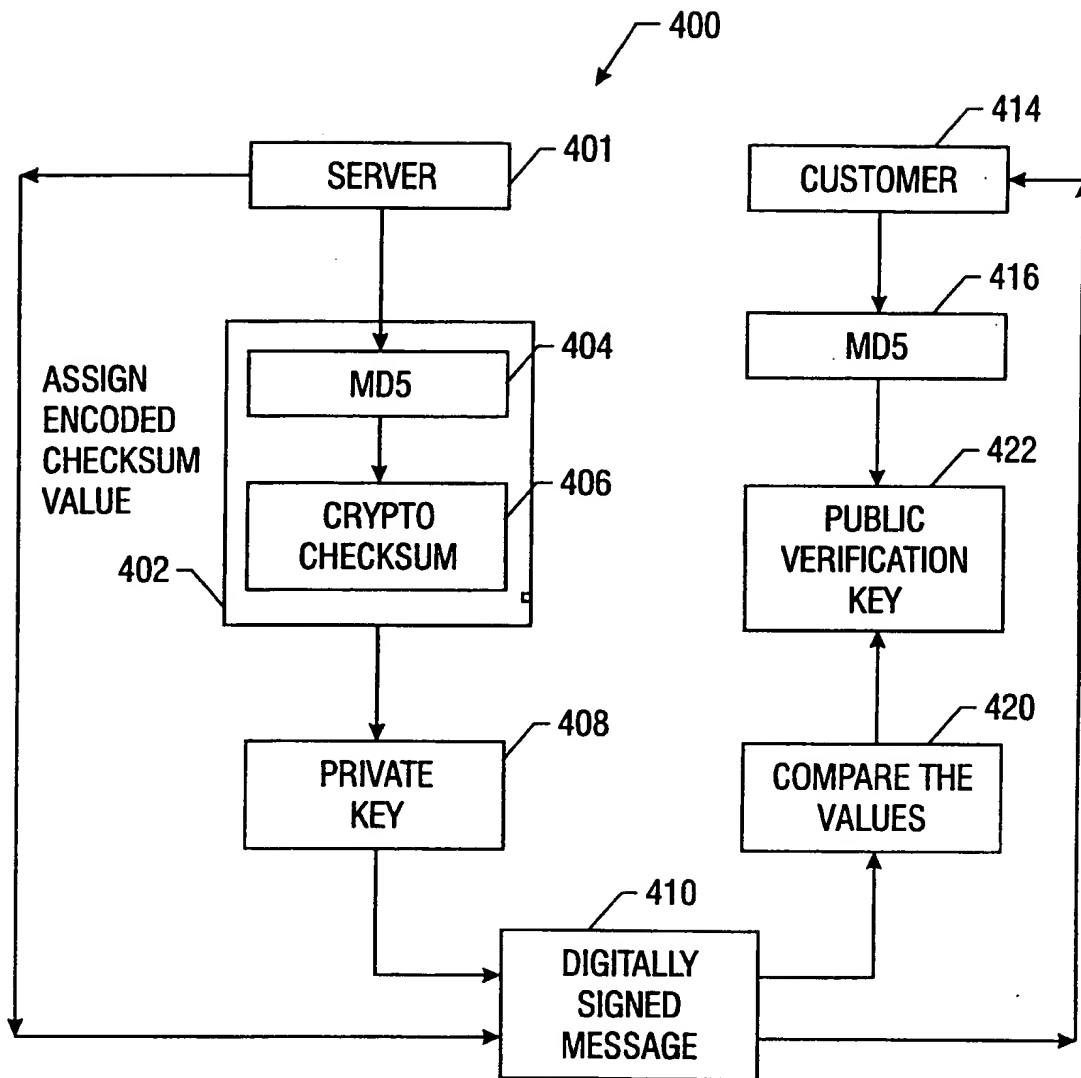 400
SERVER
401
414
CUSTOMER
416
MD5
404
MD5
ASSIGN
ENCODED
CHECKSUM
VALUE
406
CRYPTO
CHECKSUM
402
422
PUBLIC
VERIFICATION
KEY
408
PRIVATE
KEY
420
COMPARE THE
VALUES
410
DIGITALLY
SIGNED
MESSAGE